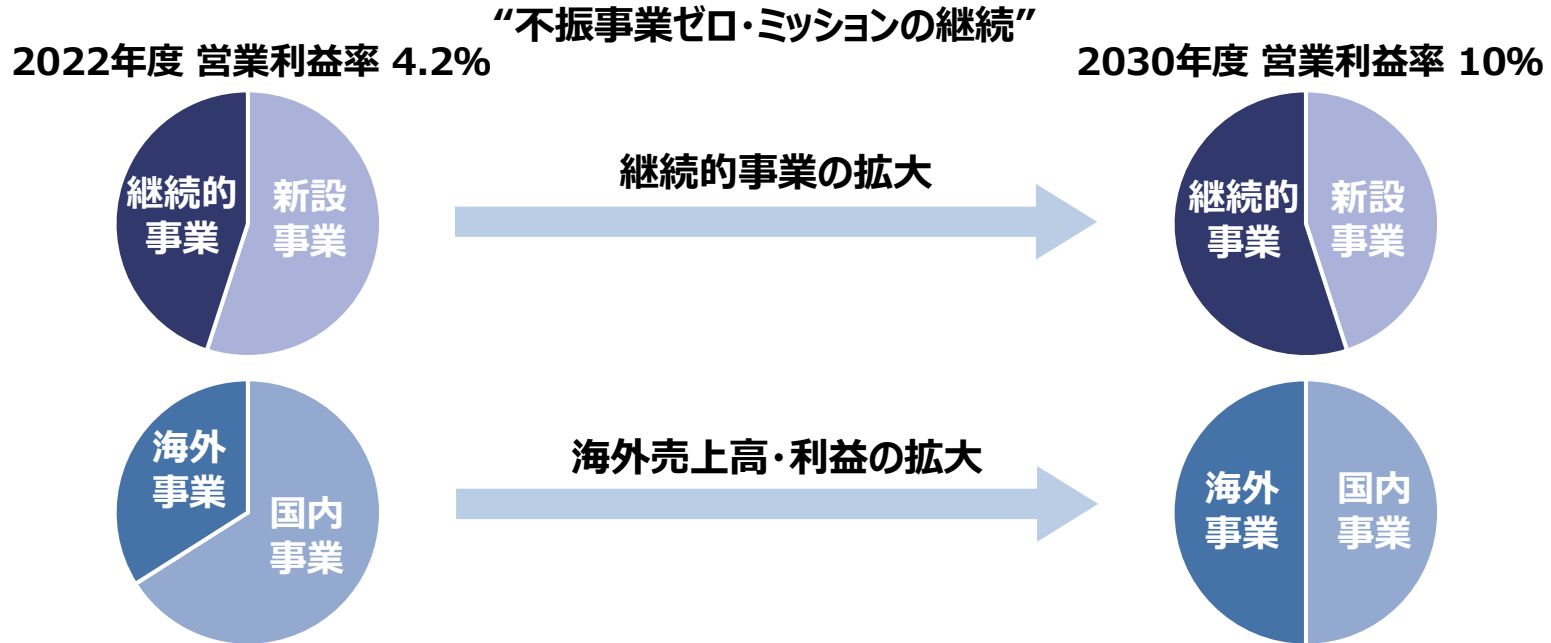 “不振事業ゼロ・ミッションの継続”
2022年度 営業利益率 4.2%
2030年度 営業利益率 10%
継続的
事業
新設
事業
継続的事業の拡大
継続的
事業
新設
事業
海外
事業
国内
事業
海外売上高・利益の拡大
海外
事業
国内
事業